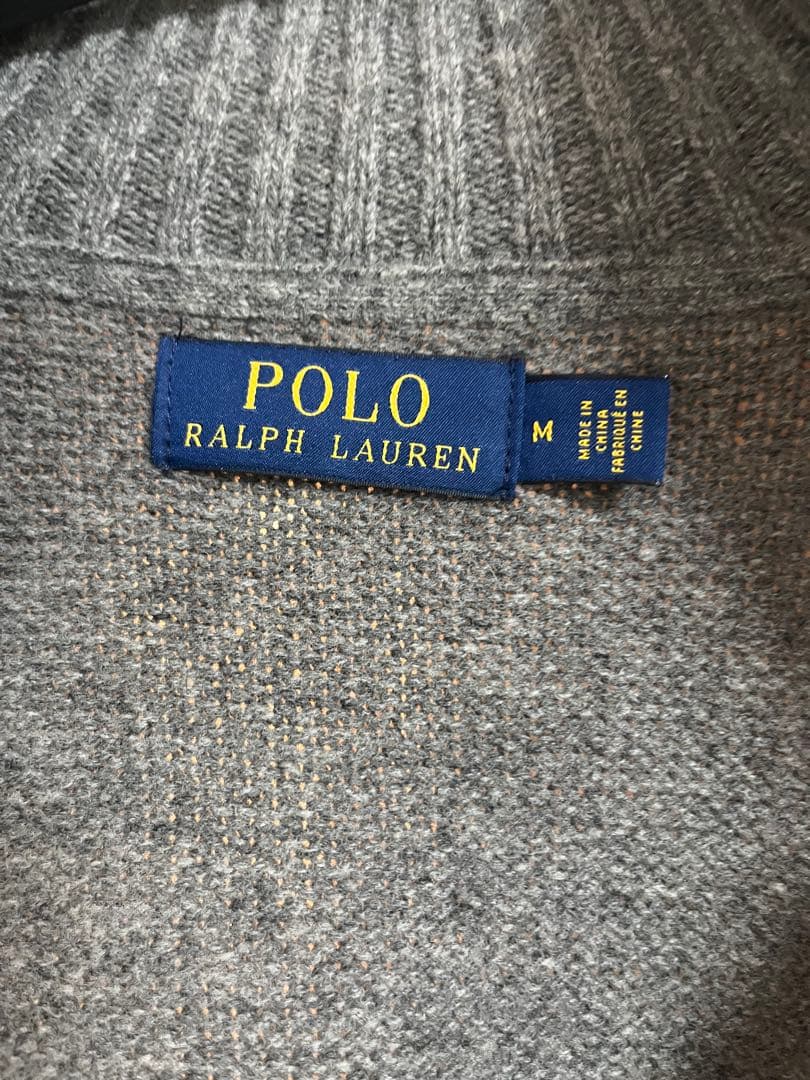 POLO
RALPH LAUREN
M
MADE IN
CHINA
FABRIQUÉ EN
CHINE